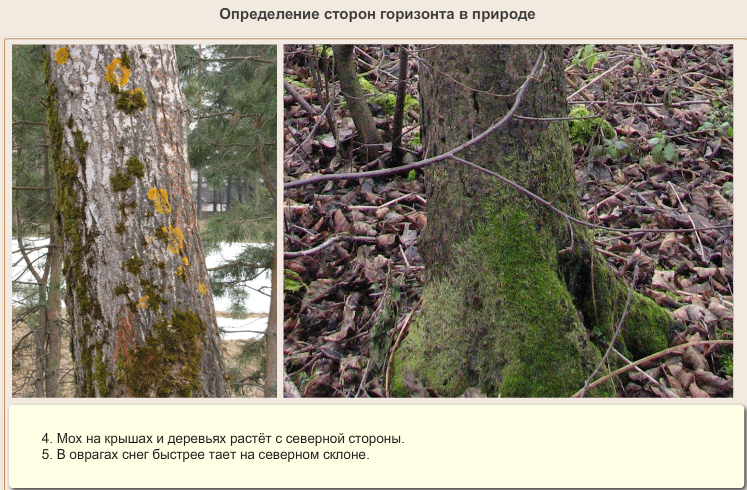 Определение сторон горизонта в природе
4. Мох на крышах и деревьях растёт с северной стороны.
5. В оврагах снег быстрее тает на северном склоне.